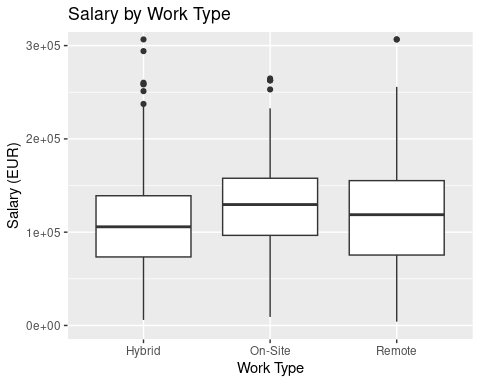 Salary by Work Type
Salary (EUR)
3e+05
2e+05
1e+05
0e+00
Hybrid
On-Site
Remote
Work Type